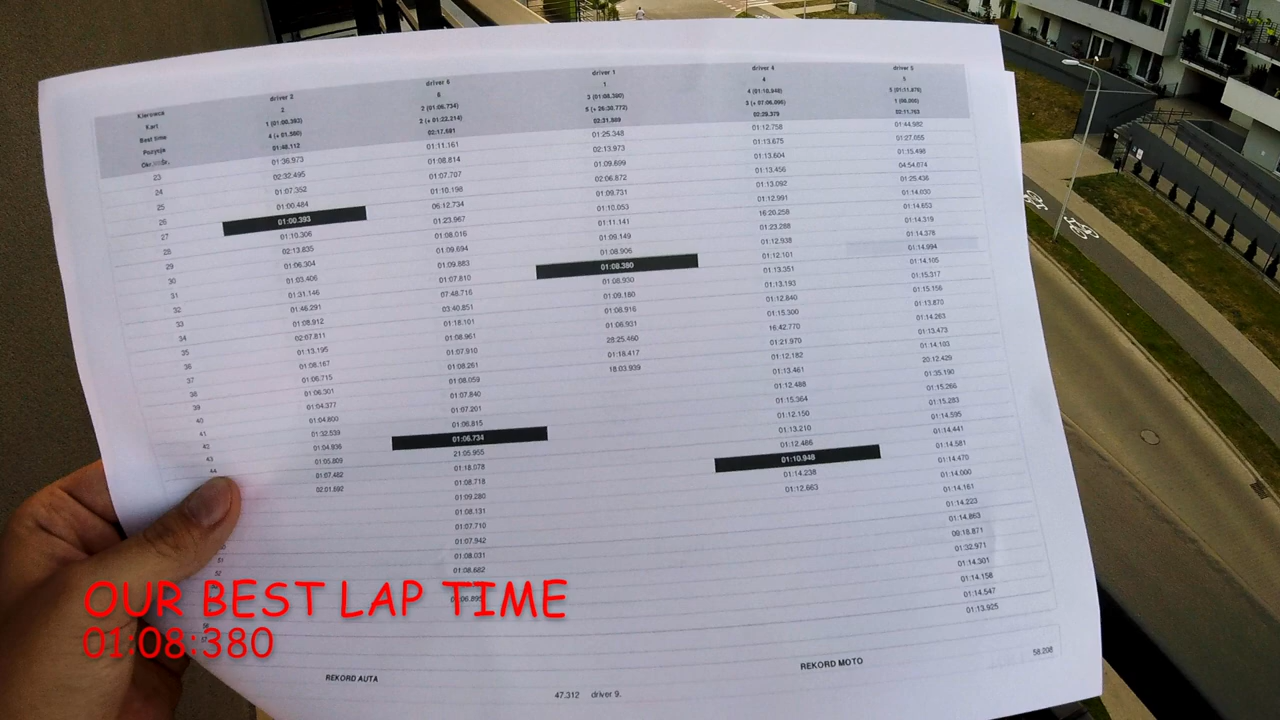 Kierowca driver 2 driver 6 driver 1 driver 4 driver 5
Kart 2 6 1 4 5
Best time 1 (01:00.393) 2 (01:06.734) 3 (01:08.380) 4 (01:10.948) 5 (01:11.878)
Pozycja 4 (+ 01.500) 2 (+ 01:22.214) 5 (+ 26:30.772) 3 (+ 07:06.096) 1 (00.000)
01:48.112 02:17.691 02:31.869 02:29.379 02:11.763
23 01:36.973 01:11.161 01:25.348 01:12.758 01:44.982
24 02:32.495 01:08.814 02:13.973 01:13.675 01:27.055
25 01:07.352 01:07.707 01:09.699 01:13.604 01:15.498
26 01:00.484 01:10.198 02:06.872 01:13.456 04:54.674
27 01:00.393 06:12.734 01:09.731 01:13.092 01:25.436
28 01:10.306 01:23.967 01:10.053 01:12.991 01:14.030
29 02:13.835 01:08.016 01:11.141 16:20.258 01:14.653
30 01:06.304 01:09.694 01:09.149 01:23.288 01:14.319
31 01:03.406 01:09.883 01:08.906 01:12.938 01:14.378
32 01:31.146 01:07.810 01:08.380 01:12.101 01:14.994
33 01:46.291 07:48.716 01:08.930 01:13.351 01:14.105
34 01:08.912 03:40.851 01:09.180 01:13.193 01:15.317
35 02:07.811 01:18.101 01:08.916 01:12.840 01:15.156
36 01:13.195 01:08.961 01:06.931 01:15.300 01:13.870
37 01:08.167 01:07.910 28:25.460 16:42.770 01:14.263
38 01:06.715 01:08.261 01:18.417 01:21.970 01:13.473
39 01:06.301 01:08.059 18:03.939 01:12.182 01:14.103
40 01:04.377 01:07.840 01:13.461 20:12.429
41 01:04.800 01:07.201 01:12.488 01:35.190
42 01:32.539 01:06.815 01:15.364 01:15.266
43 01:04.936 01:06.734 01:12.150 01:15.283
44 01:05.809 21:05.955 01:13.210 01:14.595
01:07.482 01:18.078 01:12.486 01:14.441
02:01.692 01:08.718 01:10.948 01:14.581
01:09.280 01:14.238 01:14.470
01:08.131 01:12.663 01:14.000
01:07.710 01:14.161
01:07.942 01:14.223
51 01:08.031 01:14.863
52 01:08.682 00:18.871
01:32.971
01:14.301
01:14.158
01:14.547
01:13.925
OUR BEST LAP TIME
01:08:380
REKORD AUTA 47.312 driver 9. REKORD MOTO 58.208